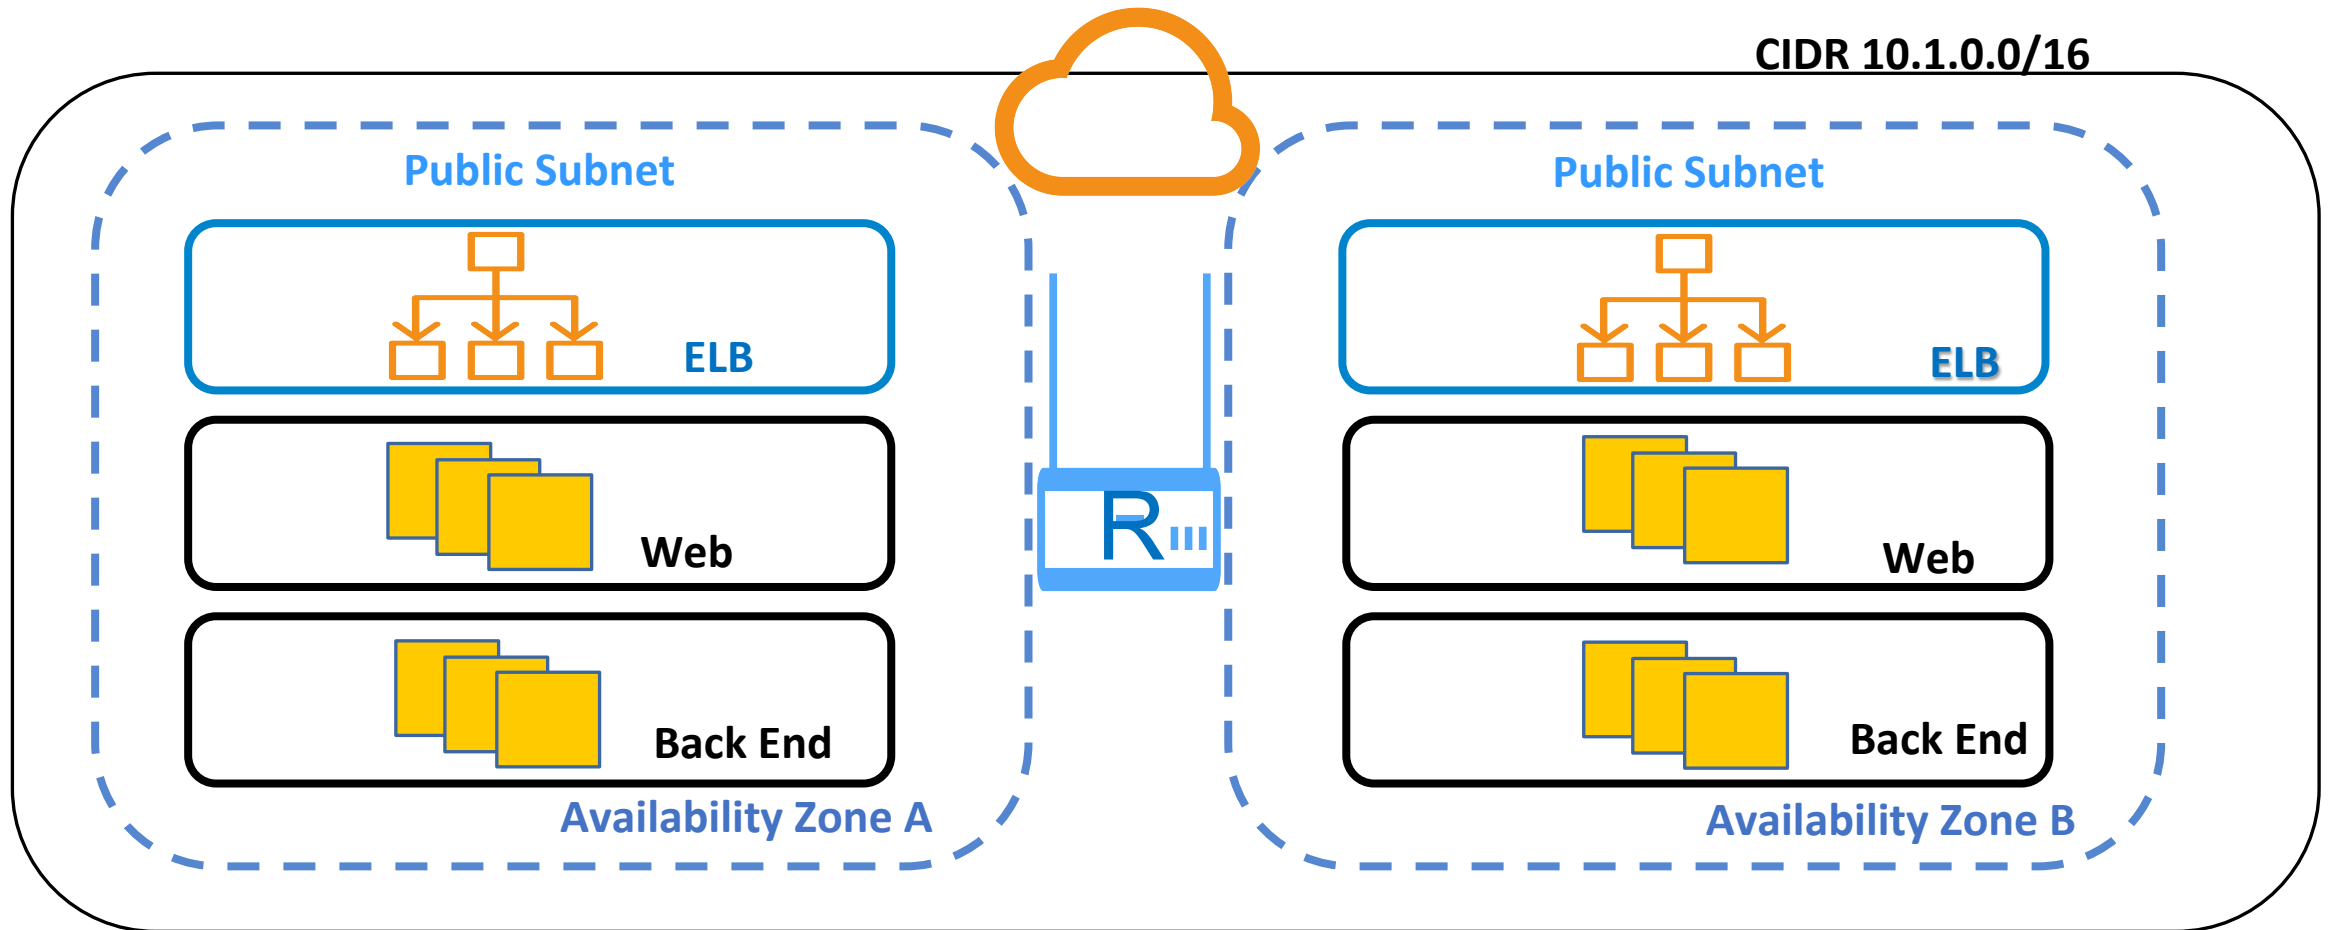 CIDR 10.1.0.0/16
Public Subnet
ELB
Web
Back End
Availability Zone A
R
Public Subnet
ELB
Web
Back End
Availability Zone B